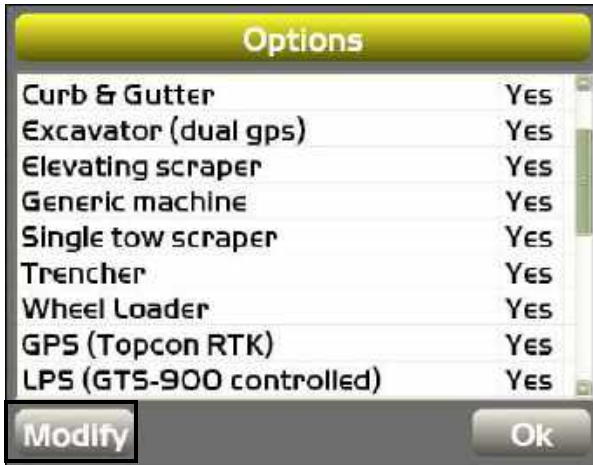 Options
Curb & Gutter Yes
Excavator (dual gps) Yes
Elevating scraper Yes
Generic machine Yes
Single tow scraper Yes
Trencher Yes
Wheel Loader Yes
GPS (Topcon RTK) Yes
LPS (GTS-900 controlled) Yes
Modify Ok